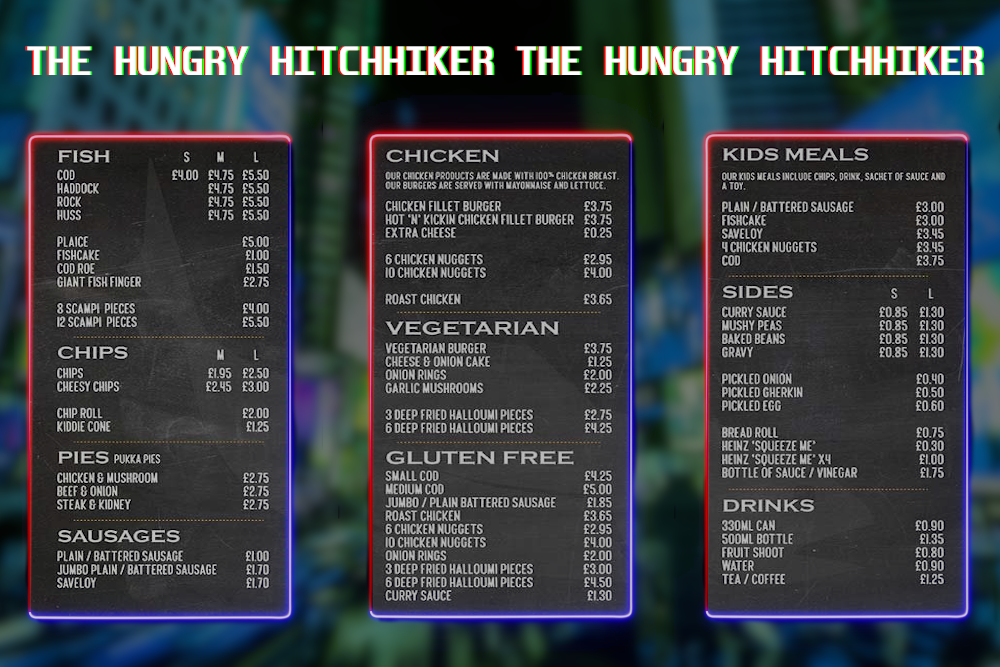 THE HUNGRY HITCHHIKER THE HUNGRY HITCHHIKER
FISH S M L
COD £4.00 £4.75 £5.50
HADDOCK £4.75 £5.50
ROCK £4.75 £5.50
HUSS £4.75 £5.50
PLAICE £5.00
FISHCAKE £1.00
COD ROE £1.50
GIANT FISH FINGER £2.75
8 SCAMPI PIECES £4.00
12 SCAMPI PIECES £5.50
CHIPS M L
CHIPS £1.95 £2.50
CHEESY CHIPS £2.45 £3.00
CHIP ROLL £2.00
KIDDIE CONE £1.25
PIES PUKKA PIES
CHICKEN & MUSHROOM £2.75
BEEF & ONION £2.75
STEAK & KIDNEY £2.75
SAUSAGES
PLAIN / BATTERED SAUSAGE £1.00
JUMBO PLAIN / BATTERED SAUSAGE £1.70
SAVELOY £1.70
CHICKEN
OUR CHICKEN PRODUCTS ARE MADE WITH 100% CHICKEN BREAST.
OUR BURGERS ARE SERVED WITH MAYONNAISE AND LETTUCE.
CHICKEN FILLET BURGER £3.75
HOT 'N' KICKIN CHICKEN FILLET BURGER £3.75
EXTRA CHEESE £0.25
6 CHICKEN NUGGETS £2.95
10 CHICKEN NUGGETS £4.00
ROAST CHICKEN £3.65
VEGETARIAN
VEGETARIAN BURGER £3.75
CHEESE & ONION CAKE £1.25
ONION RINGS £2.00
GARLIC MUSHROOMS £2.25
3 DEEP FRIED HALLOUMI PIECES £2.75
6 DEEP FRIED HALLOUMI PIECES £4.25
GLUTEN FREE
SMALL COD £4.25
MEDIUM COD £5.00
JUMBO / PLAIN BATTERED SAUSAGE £1.85
ROAST CHICKEN £3.65
6 CHICKEN NUGGETS £2.95
10 CHICKEN NUGGETS £4.00
ONION RINGS £2.00
3 DEEP FRIED HALLOUMI PIECES £3.00
6 DEEP FRIED HALLOUMI PIECES £4.50
CURRY SAUCE £1.30
KIDS MEALS
OUR KIDS MEALS INCLUDE CHIPS, DRINK, SACHET OF SAUCE AND
A TOY.
PLAIN / BATTERED SAUSAGE £3.00
FISHCAKE £3.00
SAVELOY £3.45
4 CHICKEN NUGGETS £3.45
COD £3.75
SIDES S L
CURRY SAUCE £0.85 £1.30
MUSHY PEAS £0.85 £1.30
BAKED BEANS £0.85 £1.30
GRAVY £0.85 £1.30
PICKLED ONION £0.40
PICKLED GHERKIN £0.50
PICKLED EGG £0.60
BREAD ROLL £0.75
HEINZ 'SQUEEZE ME' £0.30
HEINZ 'SQUEEZE ME' X4 £1.00
BOTTLE OF SAUCE / VINEGAR £1.75
DRINKS
330ML CAN £0.90
500ML BOTTLE £1.35
FRUIT SHOOT £0.80
WATER £0.90
TEA / COFFEE £1.25